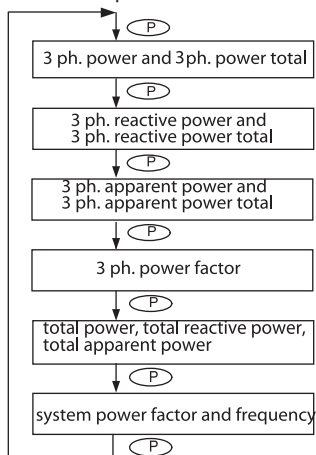 P
3 ph. power and 3ph. power total
P
3 ph. reactive power and
3 ph. reactive power total
P
3 ph. apparent power and
3 ph. apparent power total
P
3 ph. power factor
P
total power, total reactive power,
total apparent power
P
system power factor and frequency
P